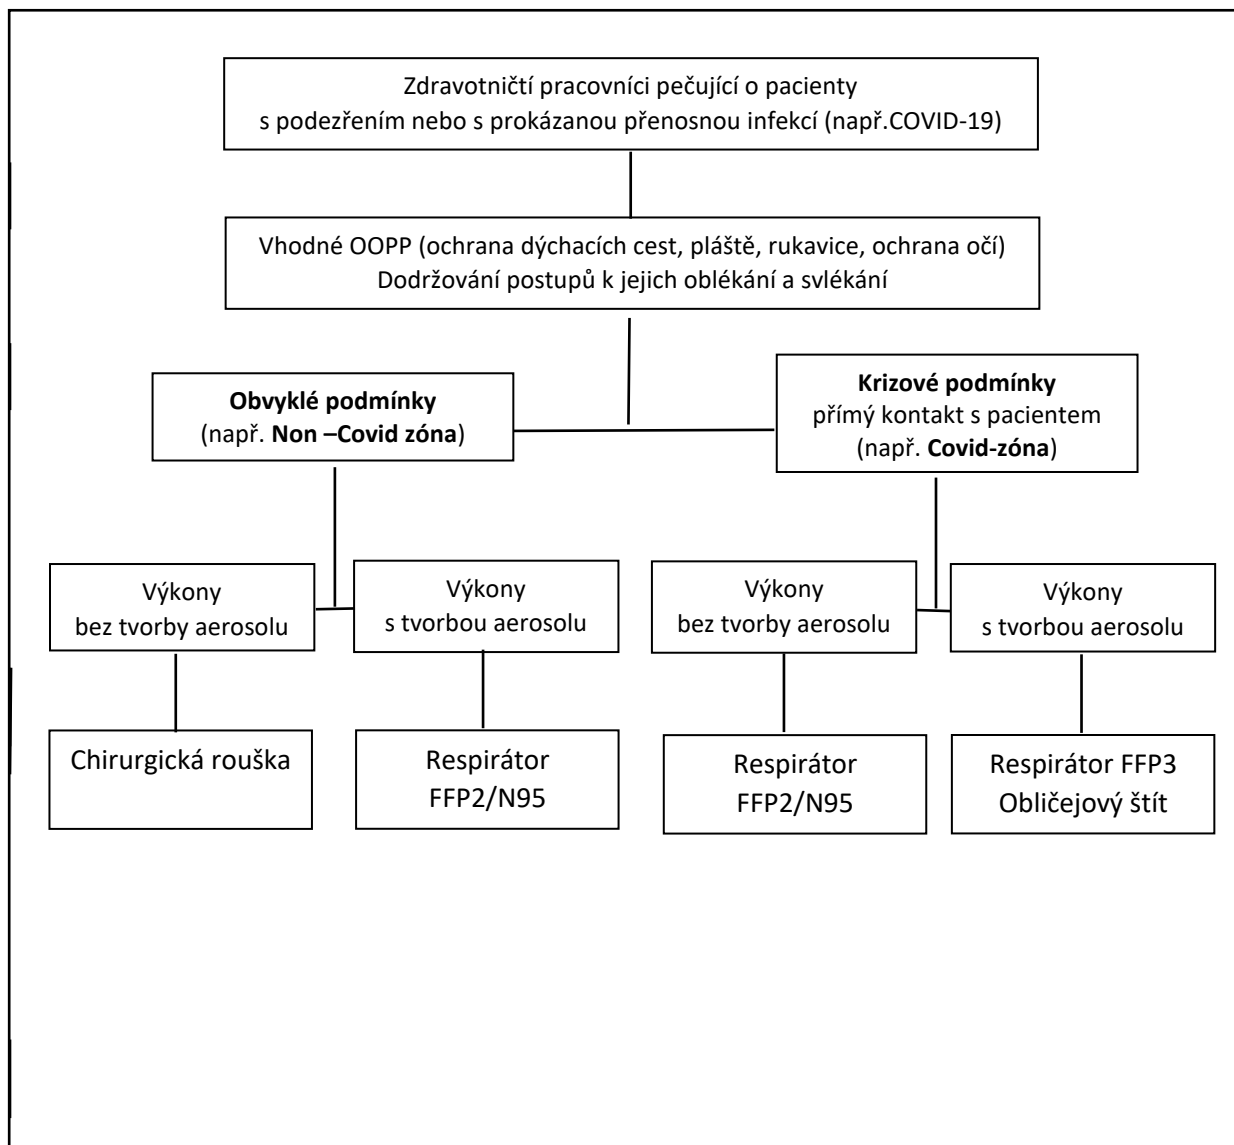 Zdravotničtí pracovníci pečující o pacienty
s podezřením nebo s prokázanou přenosnou infekcí (např.COVID-19)
Vhodné OOPP (ochrana dýchacích cest, pláště, rukavice, ochrana očí)
Dodržování postupů k jejich oblékání a svlékání
Obvyklé podmínky
(např. Non –Covid zóna)
Krizové podmínky
přímý kontakt s pacientem
(např. Covid-zóna)
Výkony
bez tvorby aerosolu
Výkony
s tvorbou aerosolu
Výkony
bez tvorby aerosolu
Výkony
s tvorbou aerosolu
Chirurgická rouška
Respirátor
FFP2/N95
Respirátor
FFP2/N95
Respirátor FFP3
Obličejový štít